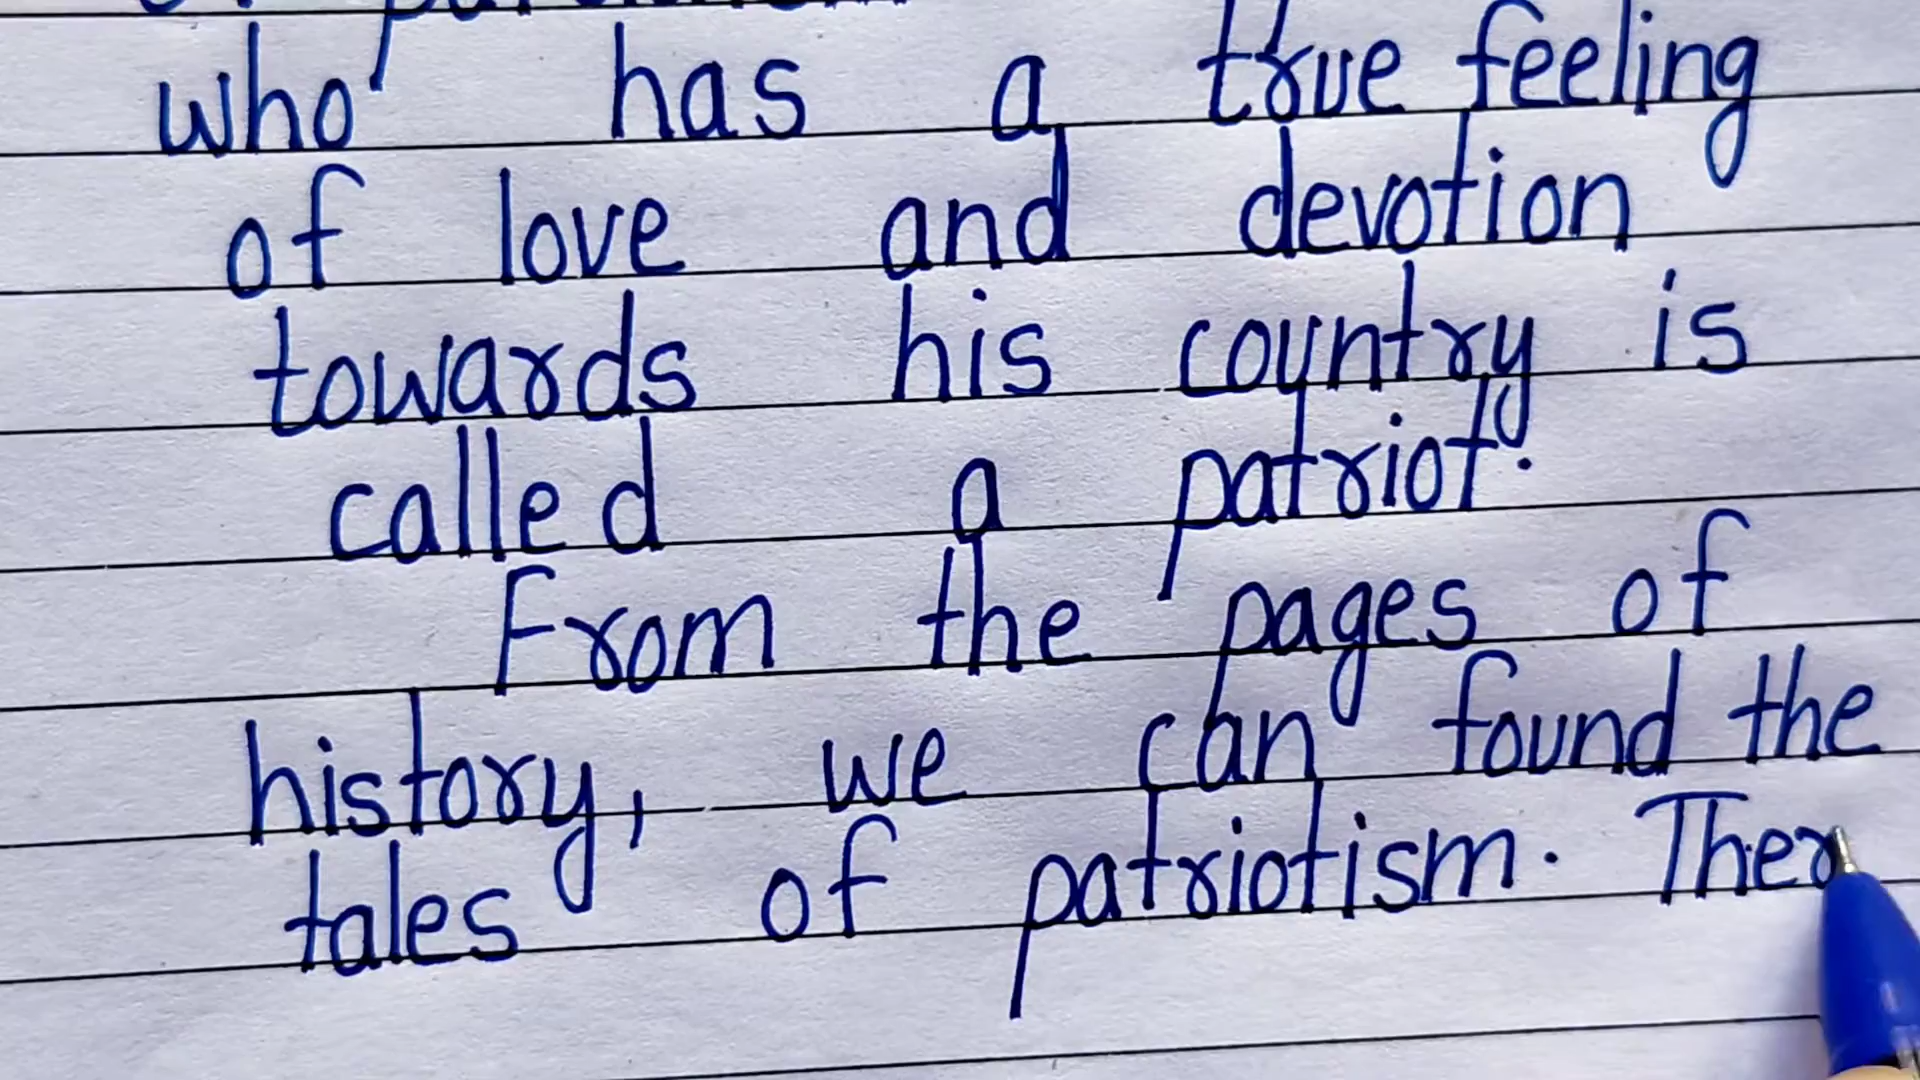 who has a true feeling
of love and devotion
towards his country is
called a patriot.
From the pages of
history, we can found the
tales of patriotism. Ther